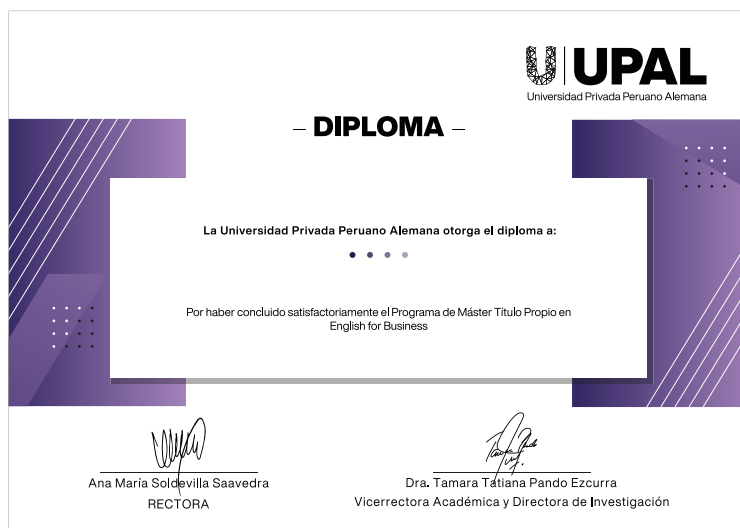 UPAL
Universidad Privada Peruano Alemana
– DIPLOMA –
La Universidad Privada Peruano Alemana otorga el diploma a:
Por haber concluido satisfactoriamente el Programa de Máster Título Propio en
English for Business
Ana María Soldevilla Saavedra
RECTORA
Dra. Tamara Tatiana Pando Ezcurra
Vicerrectora Académica y Directora de Investigación